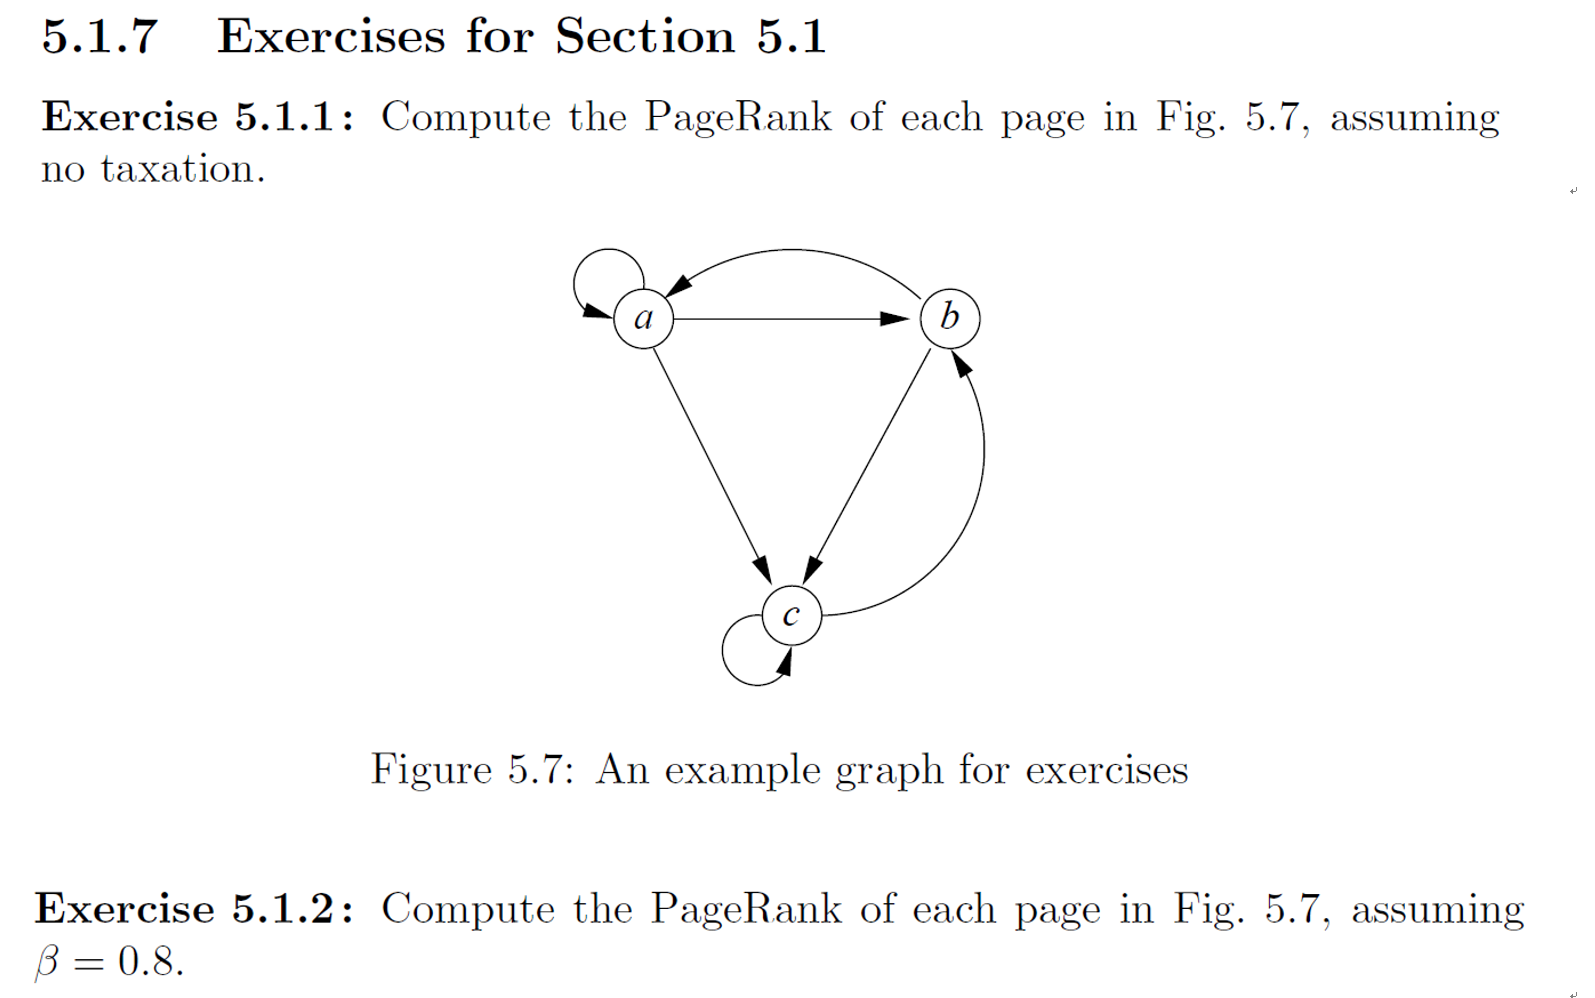 5.1.7 Exercises for Section 5.1
Exercise 5.1.1: Compute the PageRank of each page in Fig. 5.7, assuming
no taxation.
a
b
c
Figure 5.7: An example graph for exercises
Exercise 5.1.2: Compute the PageRank of each page in Fig. 5.7, assuming
β = 0.8.